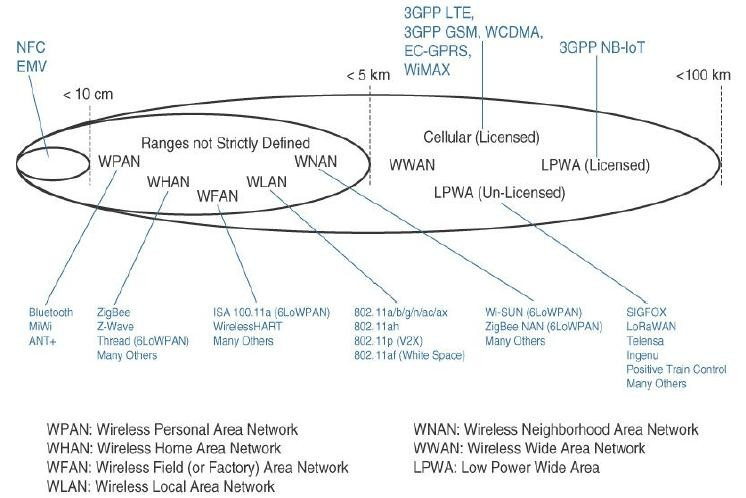 3GPP LTE,
3GPP GSM, WCDMA,
EC-GPRS,
WiMAX
NFC
EMV
3GPP NB-IoT
< 10 cm
< 5 km
<100 km
Ranges not Strictly Defined
Cellular (Licensed)
WPAN
WNAN
WWAN
LPWA (Licensed)
WHAN
WLAN
WFAN
LPWA (Un-Licensed)
Bluetooth
MiWi
ANT+
ZigBee
Z-Wave
Thread (6LoWPAN)
Many Others
ISA 100.11a (6LoWPAN)
WirelessHART
Many Others
802.11a/b/g/n/ac/ax
802.11ah
802.11p (V2X)
802.11af (White Space)
Wi-SUN (6LoWPAN)
ZigBee NAN (6LoWPAN)
Many Others
SIGFOX
LoRaWAN
Telensa
Ingenu
Positive Train Control
Many Others
WPAN: Wireless Personal Area Network
WHAN: Wireless Home Area Network
WFAN: Wireless Field (or Factory) Area Network
WLAN: Wireless Local Area Network
WNAN: Wireless Neighborhood Area Network
WWAN: Wireless Wide Area Network
LPWA: Low Power Wide Area